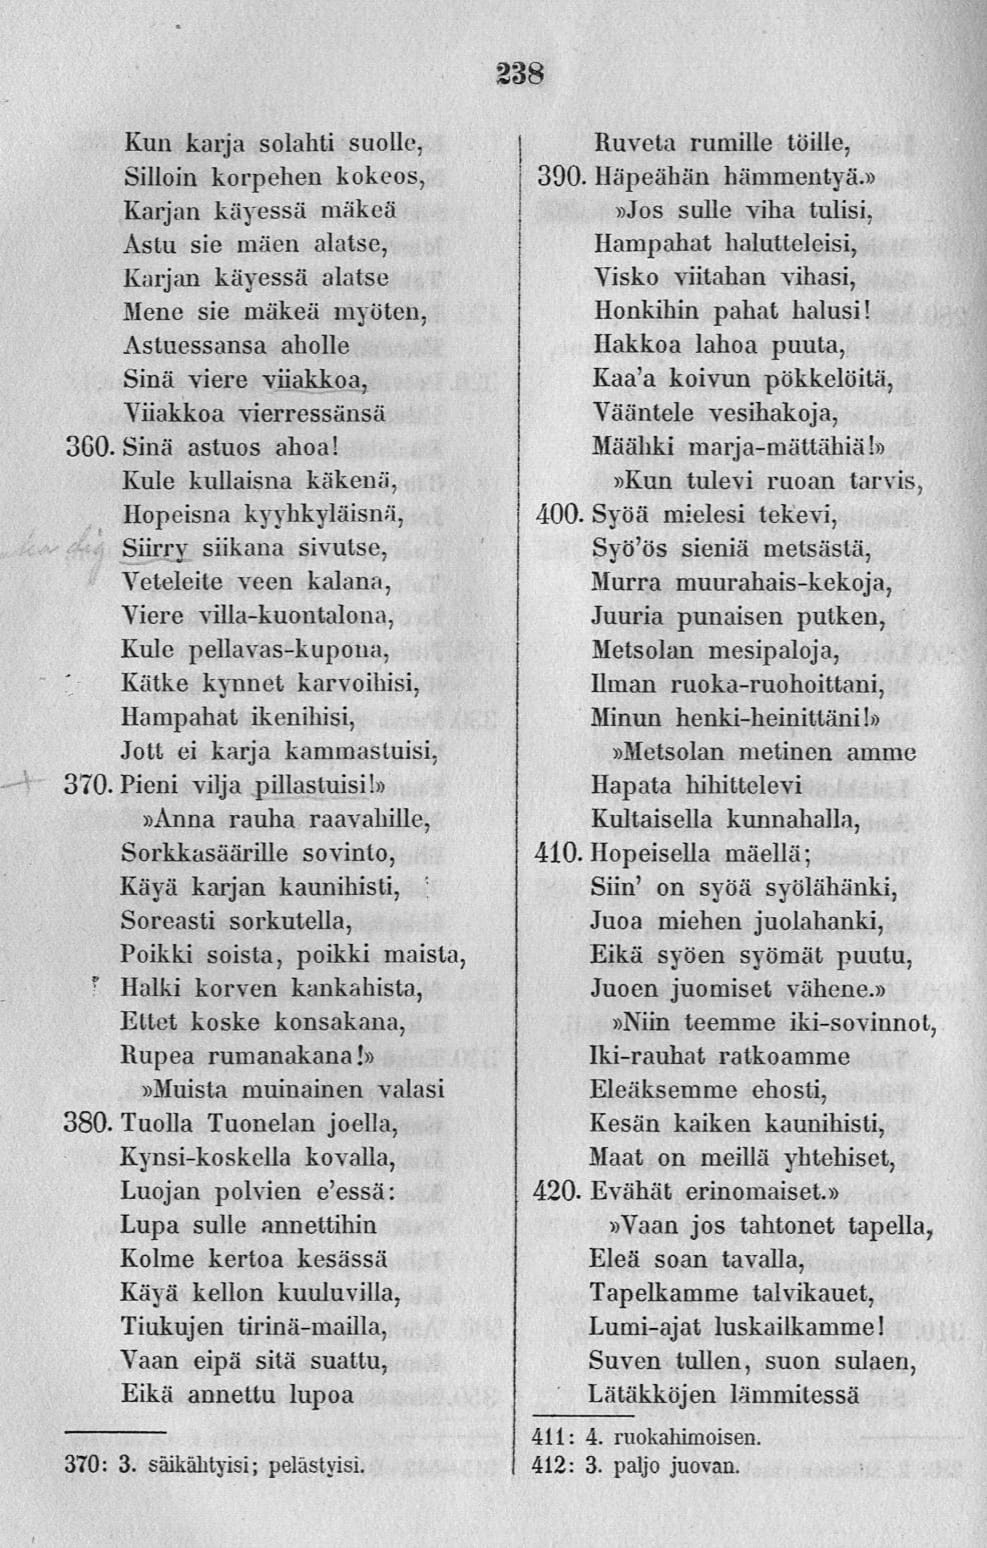 238
Kun karja solahti suolle,
Silloin korpehen kokeos,
Karjan käyessä mäkeä
Astu sie mäen alatse,
Karjan käyessä alatse
Mene sie mäkeä myöten,
Astuessansa aholle
Sinä viere viiakkoa,
Viiakkoa vierressänsä
360. Sinä astuos ahoa!
Kule kullaisna käkenä,
Hopeisna kyyhkyläisnä,
Siirry siikana sivutse,
Veteleite veen kalana,
Viere villa-kuontalona,
Kule pellavas-kupona,
Kätke kynnet karvoihisi,
Hampahat ikenihisi,
Jott ei karja kammastuisi,
370. Pieni vilja pillastuisi!»
»Anna rauha raavahille,
Sorkkasäärille sovinto,
Käyä karjan kaunihisti,
Soreasti sorkutella,
Poikki soista, poikki maista,
Halki korven kankahista,
Ettet koske konsakana,
Rupea rumanakana!»
»Muista muinainen valasi
380. Tuolla Tuonelan joella,
Kynsi-koskella kovalla,
Luojan polvien e'essä:
Lupa sulle annettihin
Kolme kertoa kesässä
Käyä kellon kuuluvilla,
Tiukujen tirinä-mailla,
Vaan eipä sitä suattu,
Eikä annettu lupoa
370: 3. säikähtyisi; pelästyisi.
Ruveta rumille töille,
390. Häpeähän hämmentyä.»
»Jos sulle viha tulisi,
Hampahat halutteleisi,
Visko viitahan vihasi,
Honkihin pahat halusi!
Hakkoa lahoa puuta,
Kaa'a koivun pökkelöitä,
Vääntele vesihakoja,
Määhki marja-mättähiä!»
»Kun tulevi ruoan tarvis,
400. Syöä mielesi tekevi,
Syö'ös sieniä metsästä,
Murra muurahais-kekoja,
Juuria punaisen putken,
Metsolan mesipaloja,
Ilman ruoka-ruohoittani,
Minun henki-heinittäni!»
»Metsolan metinen amme
Hapata hihittelevi
Kultaisella kunnahalla,
410. Hopeisella mäellä;
Siin' on syöä syölähänki,
Juoa miehen juolahanki,
Eikä syöen syömät puutu,
Juoen juomiset vähene.»
»Niin teemme iki-sovinnot,
Iki-rauhat ratkoamme
Eleäksemme ehosti,
Kesän kaiken kaunihisti,
Maat on meillä yhtehiset,
420. Evähät erinomaiset.»
»Vaan jos tahtonet tapella,
Eleä soan tavalla,
Tapelkamme talvikauet,
Lumi-ajat luskailkamme!
Suven tullen, suon sulaen,
Lätäkköjen lämmitessä
411: 4. ruokahimoisen.
412: 3. paljo juovan.